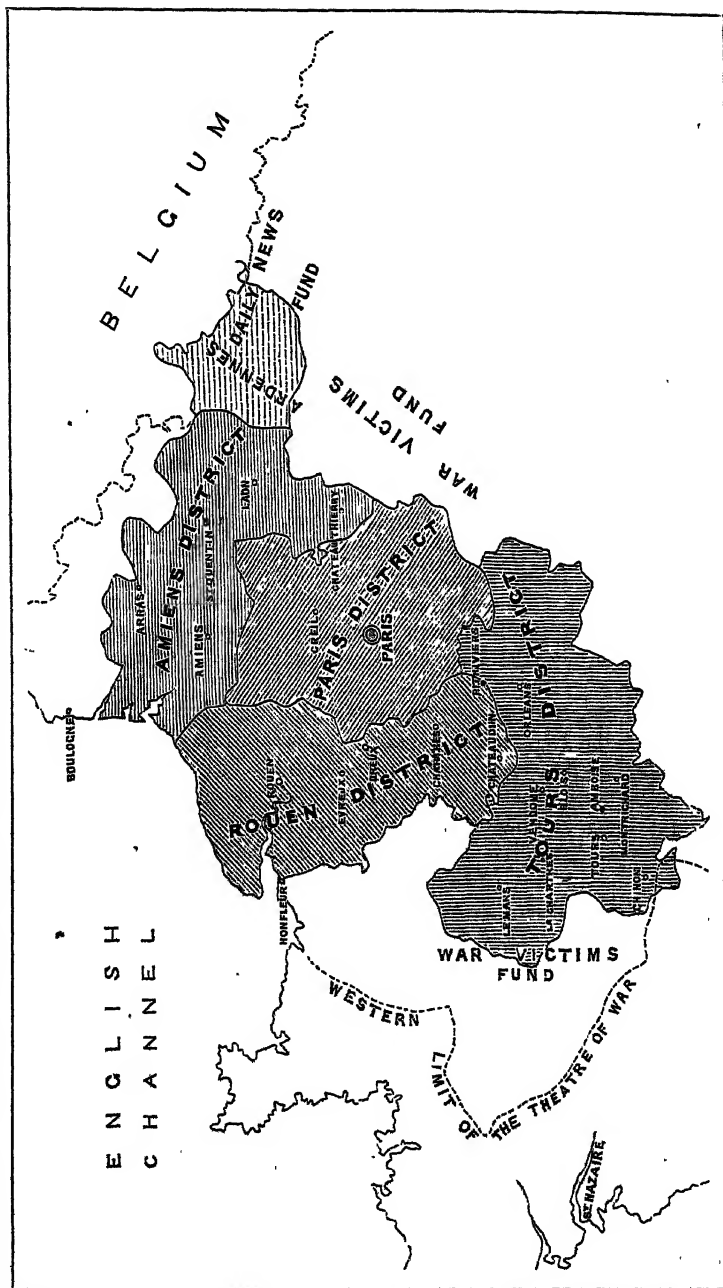 BELGIUM
ENGLISH
CHANNEL
BOULOGNE
ARDENNES DAILY NEWS
FUND
WAR VICTIMS
FUND
AMIENS DISTRICT
ARRAS
AMIENS
ST QUENTIN
LAON
PARIS DISTRICT
CREIL
CHATEAU THIERRY
PARIS
ROUEN DISTRICT
ROUEN
DREUX
CHARTRES
HONFLEUR
CHATEAUDUN
TOURS DISTRICT
ORLEANS
VENDOME
BLOIS
AMBOISE
TOURS
LE MANS
CHINON
WAR VICTIMS
FUND
WESTERN
LIMIT OF THE THEATRE OF WAR
ST NAZAIRE